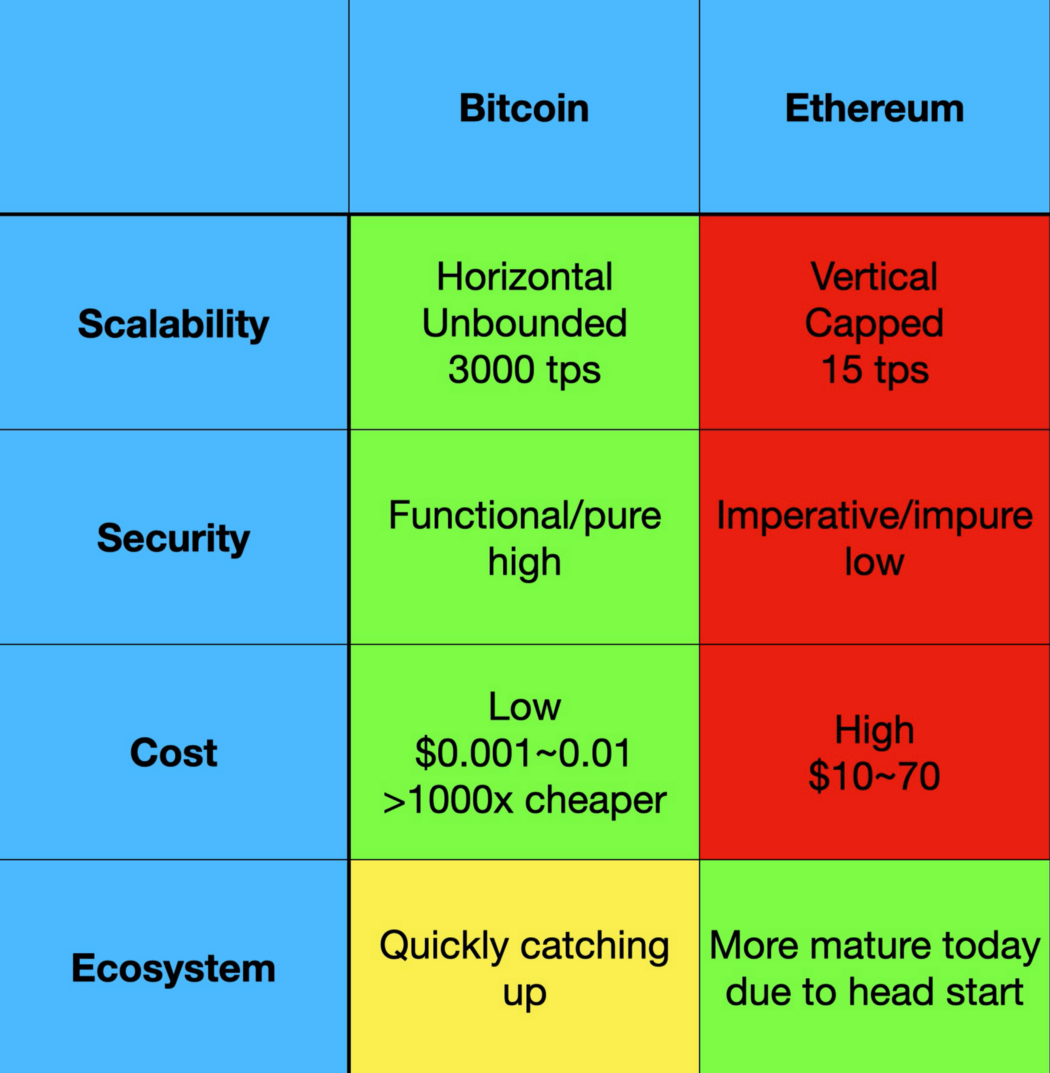 Bitcoin
Ethereum
Scalability
Horizontal
Unbounded
3000 tps
Vertical
Capped
15 tps
Security
Functional/pure
high
Imperative/impure
low
Cost
Low
$0.001~0.01
>1000x cheaper
High
$10~70
Ecosystem
Quickly catching
up
More mature today
due to head start